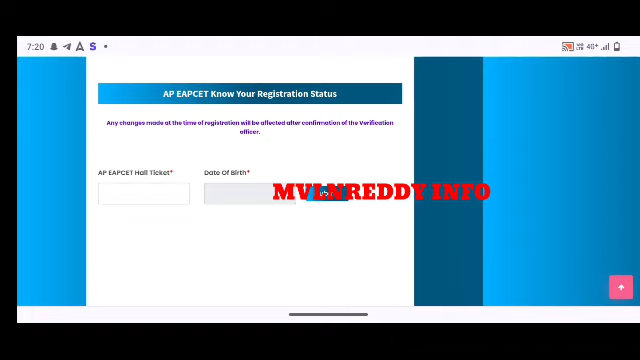 7:20
4G+
AP EAPCET Know Your Registration Status
Any changes made at the time of registration will be affected after confirmation of the Verification
officer.
AP EAPCET Hall Ticket*
Date Of Birth*
MVLNREDDY INFO